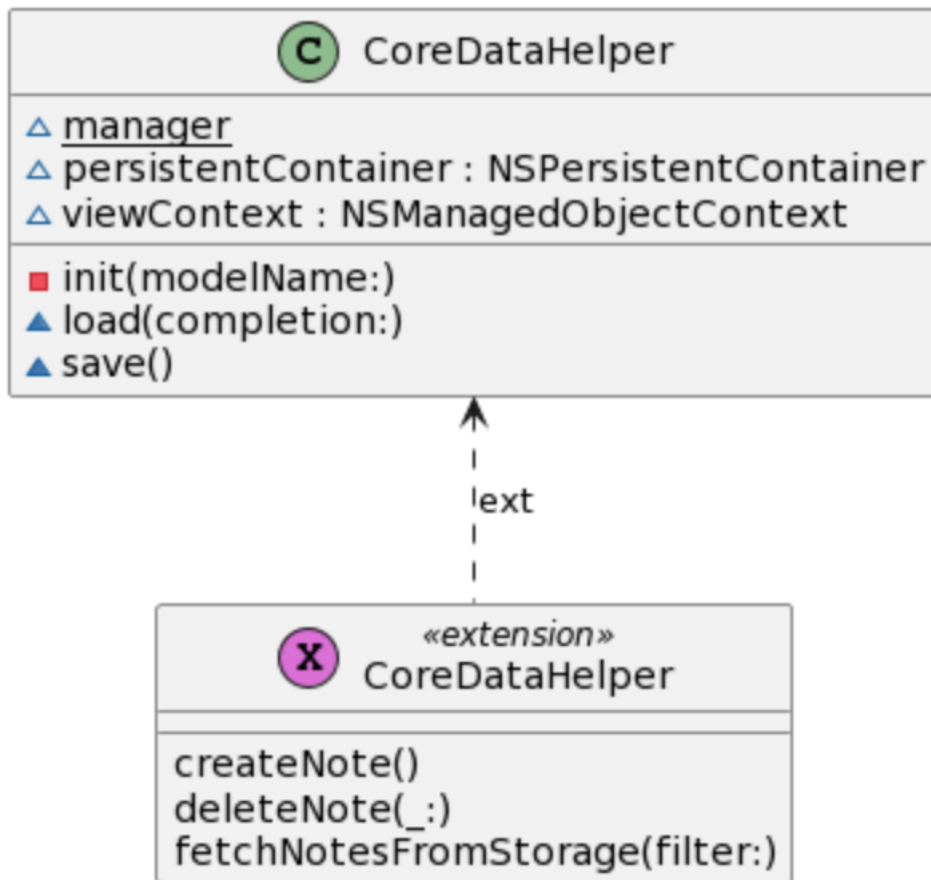 C CoreDataHelper
manager
persistentContainer : NSPersistentContainer
viewContext : NSManagedObjectContext
init(modelName:)
load(completion:)
save()
ext
«extension»
X CoreDataHelper
createNote()
deleteNote(_:)
fetchNotesFromStorage(filter:)